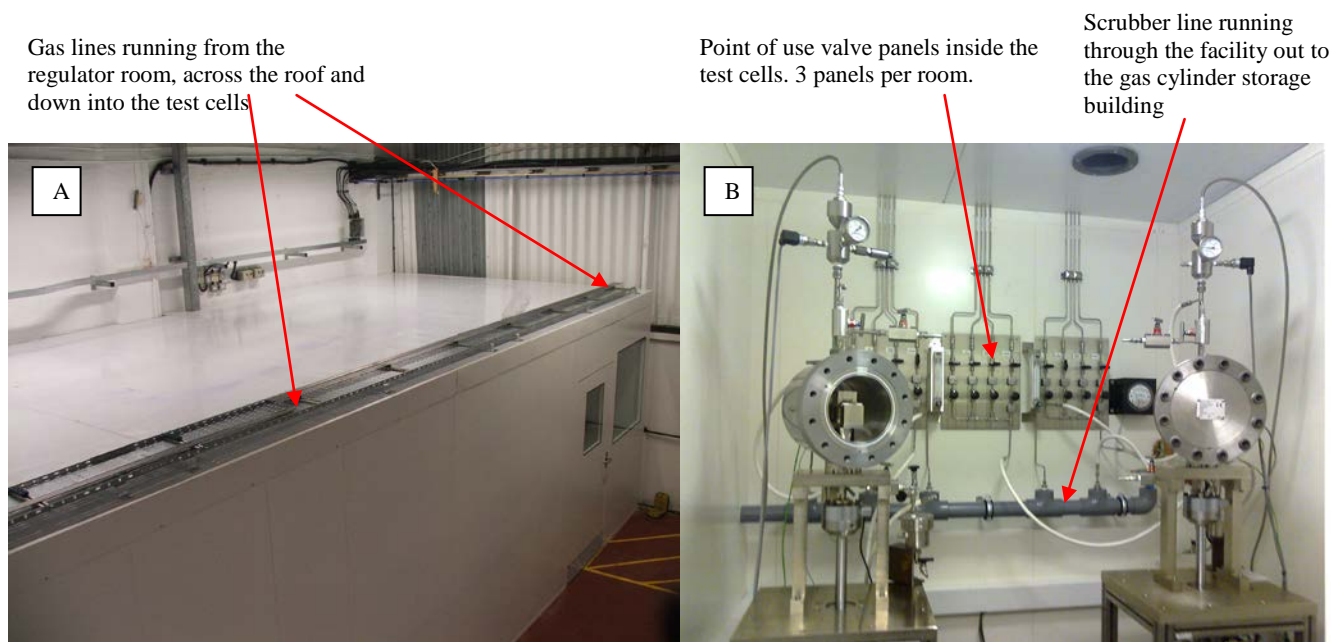 Gas lines running from the
regulator room, across the roof and
down into the test cells
Point of use valve panels inside the
test cells. 3 panels per room.
Scrubber line running
through the facility out to
the gas cylinder storage
building
A
B